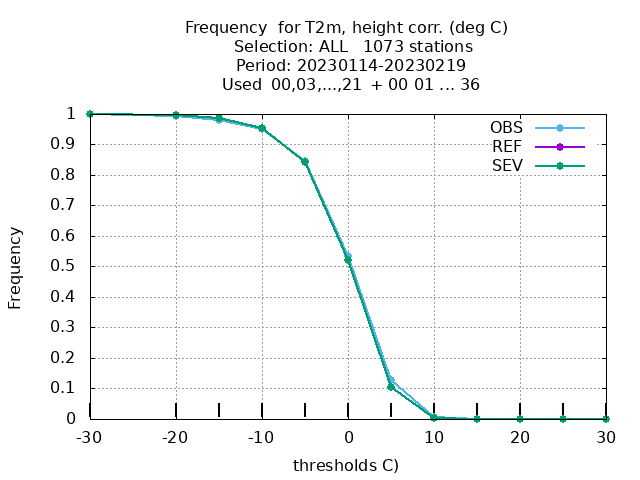 Frequency for T2m, height corr. (deg C)
Selection: ALL 1073 stations
Period: 20230114-20230219
Used 00,03,...,21 + 00 01 ... 36
1
0.9
0.8
0.7
0.6
0.5
0.4
0.3
0.2
0.1
0
Frequency
OBS
REF
SEV
-30
-20
-10
0
10
20
30
thresholds C)